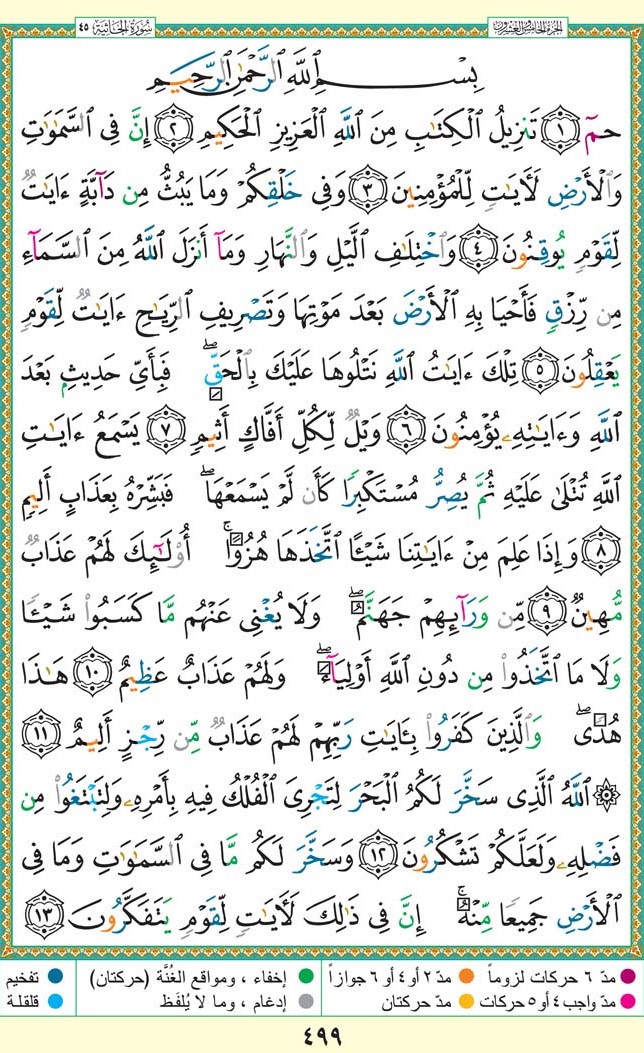 الجزء الخامس والعشرون
سورة الجاثية ٤٥
بِسْمِ ٱللَّهِ ٱلرَّحْمَٰنِ ٱلرَّحِيمِ
حمٓ ١ تَنزِيلُ ٱلْكِتَٰبِ مِنَ ٱللَّهِ ٱلْعَزِيزِ ٱلْحَكِيمِ ٢ إِنَّ فِى ٱلسَّمَٰوَٰتِ
وَٱلْأَرْضِ لَءَايَٰتٍ لِّلْمُؤْمِنِينَ ٣ وَفِى خَلْقِكُمْ وَمَا يَبُثُّ مِن دَآبَّةٍ ءَايَٰتٌ
لِّقَوْمٍ يُوقِنُونَ ٤ وَٱخْتِلَٰفِ ٱلَّيْلِ وَٱلنَّهَارِ وَمَآ أَنزَلَ ٱللَّهُ مِنَ ٱلسَّمَآءِ
مِن رِّزْقٍ فَأَحْيَا بِهِ ٱلْأَرْضَ بَعْدَ مَوْتِهَا وَتَصْرِيفِ ٱلرِّيَٰحِ ءَايَٰتٌ لِّقَوْمٍ
يَعْقِلُونَ ٥ تِلْكَ ءَايَٰتُ ٱللَّهِ نَتْلُوهَا عَلَيْكَ بِٱلْحَقِّ ۖ فَبِأَىِّ حَدِيثٍۭ بَعْدَ
ٱللَّهِ وَءَايَٰتِهِۦ يُؤْمِنُونَ ٦ وَيْلٌ لِّكُلِّ أَفَّاكٍ أَثِيمٍ ٧ يَسْمَعُ ءَايَٰتِ
ٱللَّهِ تُتْلَىٰ عَلَيْهِ ثُمَّ يُصِرُّ مُسْتَكْبِرًا كَأَن لَّمْ يَسْمَعْهَا ۖ فَبَشِّرْهُ بِعَذَابٍ أَلِيمٍ
٨ وَإِذَا عَلِمَ مِنْ ءَايَٰتِنَا شَيْـًٔا ٱتَّخَذَهَا هُزُوًا ۚ أُو۟لَٰٓئِكَ لَهُمْ عَذَابٌ
مُّهِينٌ ٩ مِّن وَرَآئِهِمْ جَهَنَّمُ ۖ وَلَا يُغْنِى عَنْهُم مَّا كَسَبُوا۟ شَيْـًٔا
وَلَا مَا ٱتَّخَذُوا۟ مِن دُونِ ٱللَّهِ أَوْلِيَآءَ ۖ وَلَهُمْ عَذَابٌ عَظِيمٌ ١٠ هَٰذَا
هُدًى ۖ وَٱلَّذِينَ كَفَرُوا۟ بِـَٔايَٰتِ رَبِّهِمْ لَهُمْ عَذَابٌ مِّن رِّجْزٍ أَلِيمٌ ١١
۞ ٱللَّهُ ٱلَّذِى سَخَّرَ لَكُمُ ٱلْبَحْرَ لِتَجْرِىَ ٱلْفُلْكُ فِيهِ بِأَمْرِهِۦ وَلِتَبْتَغُوا۟ مِن
فَضْلِهِۦ وَلَعَلَّكُمْ تَشْكُرُونَ ١٢ وَسَخَّرَ لَكُم مَّا فِى ٱلسَّمَٰوَٰتِ وَمَا فِى
ٱلْأَرْضِ جَمِيعًا مِّنْهُ ۚ إِنَّ فِى ذَٰلِكَ لَءَايَٰتٍ لِّقَوْمٍ يَتَفَكَّرُونَ ١٣
مدّ ٦ حركات لزوماً مدّ ٢ أو ٤ أو ٦ جوازاً إخفاء ، ومواقع الغُنَّة (حركتان) تفخيم
مدّ واجب ٤ أو ٥ حركات مدّ حركتان إدغام ، وما لا يُلفَظ قلقلة
٤٩٩